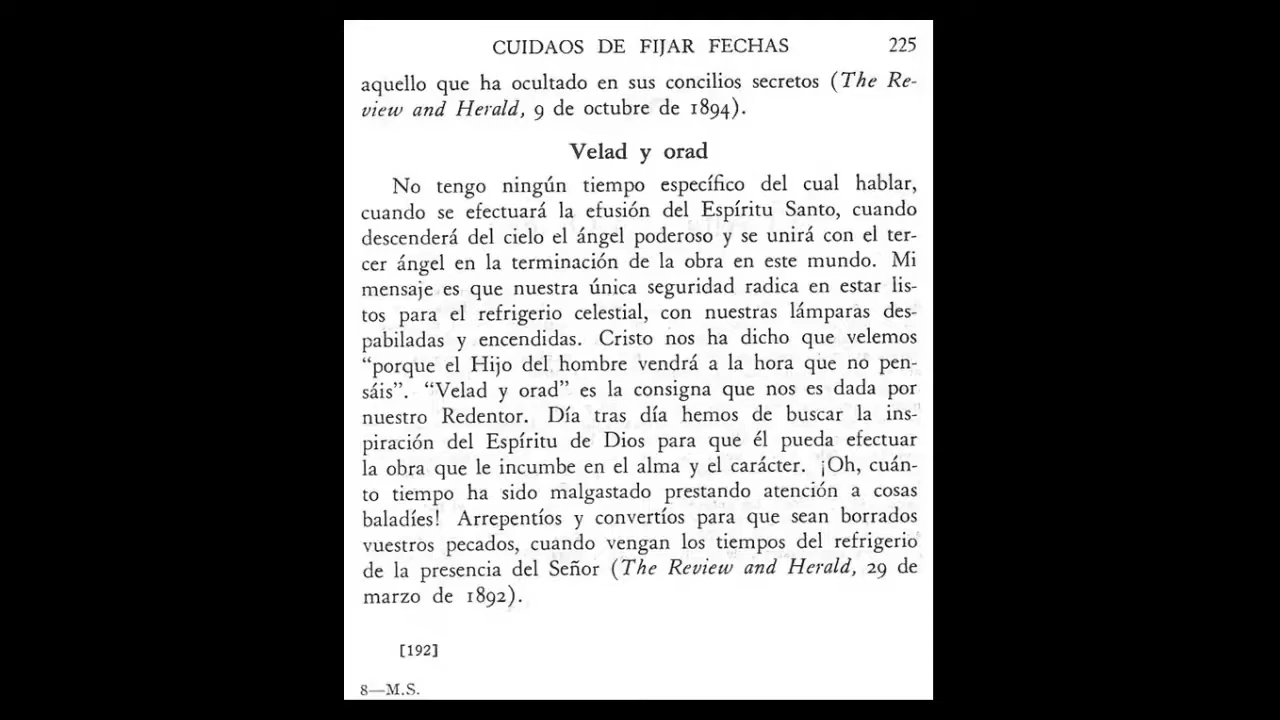 CUIDAOS DE FIJAR FECHAS 225
aquello que ha ocultado en sus concilios secretos (The Re-
view and Herald, 9 de octubre de 1894).
Velad y orad
No tengo ningún tiempo específico del cual hablar,
cuando se efectuará la efusión del Espíritu Santo, cuando
descenderá del cielo el ángel poderoso y se unirá con el ter-
cer ángel en la terminación de la obra en este mundo. Mi
mensaje es que nuestra única seguridad radica en estar lis-
tos para el refrigerio celestial, con nuestras lámparas des-
pabiladas y encendidas. Cristo nos ha dicho que velemos
“porque el Hijo del hombre vendrá a la hora que no pen-
sáis”. “Velad y orad” es la consigna que nos es dada por
nuestro Redentor. Día tras día hemos de buscar la ins-
piración del Espíritu de Dios para que él pueda efectuar
la obra que le incumbe en el alma y el carácter. ¡Oh, cuán-
to tiempo ha sido malgastado prestando atención a cosas
baladíes! Arrepentíos y convertíos para que sean borrados
vuestros pecados, cuando vengan los tiempos del refrigerio
de la presencia del Señor (The Review and Herald, 29 de
marzo de 1892).
[192]
8—M.S.